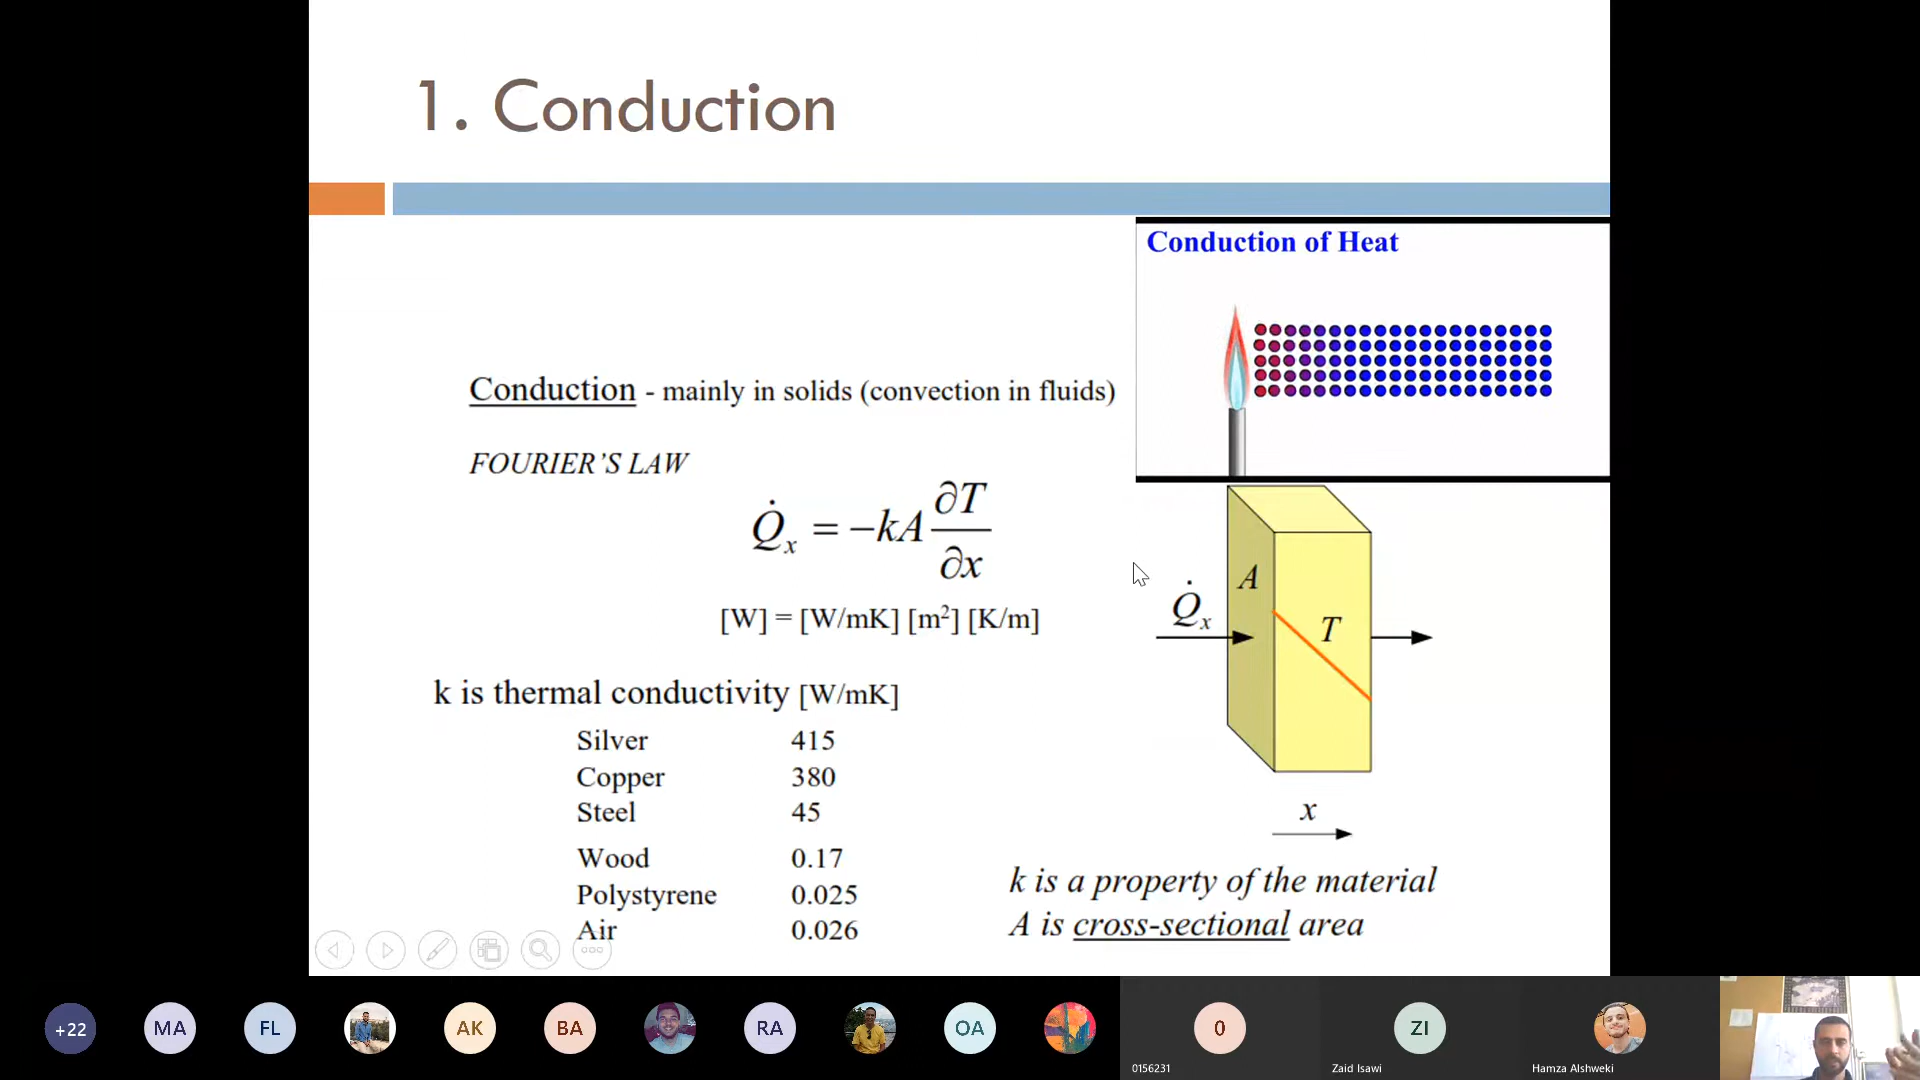 1. Conduction
Conduction of Heat
Conduction - mainly in solids (convection in fluids)
FOURIER'S LAW
Q̇ₓ = −kA ∂T/∂x
[W] = [W/mK] [m²] [K/m]
k is thermal conductivity [W/mK]
Silver 415
Copper 380
Steel 45
Wood 0.17
Polystyrene 0.025
Air 0.026
A
Q̇ₓ
T
x
k is a property of the material
A is cross-sectional area
+22
MA
FL
AK
BA
RA
OA
0
ZI
0156231
Zaid Isawi
Hamza Alshweki